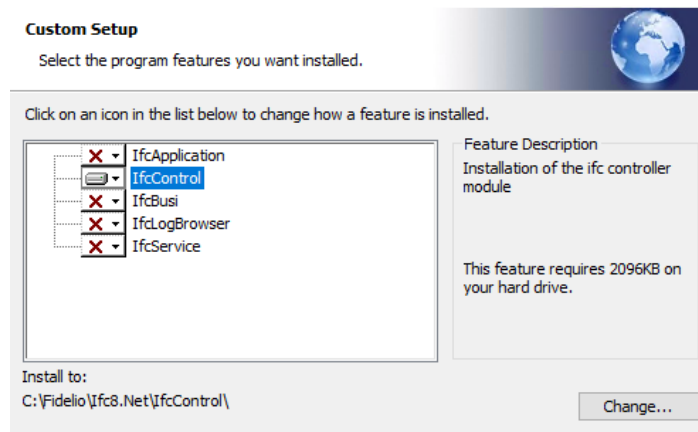 Custom Setup
Select the program features you want installed.
Click on an icon in the list below to change how a feature is installed.
IfcApplication
IfcControl
IfcBusi
IfcLogBrowser
IfcService
Feature Description
Installation of the ifc controller
module
This feature requires 2096KB on
your hard drive.
Install to:
C:\Fidelio\Ifc8.Net\IfcControl\
Change...